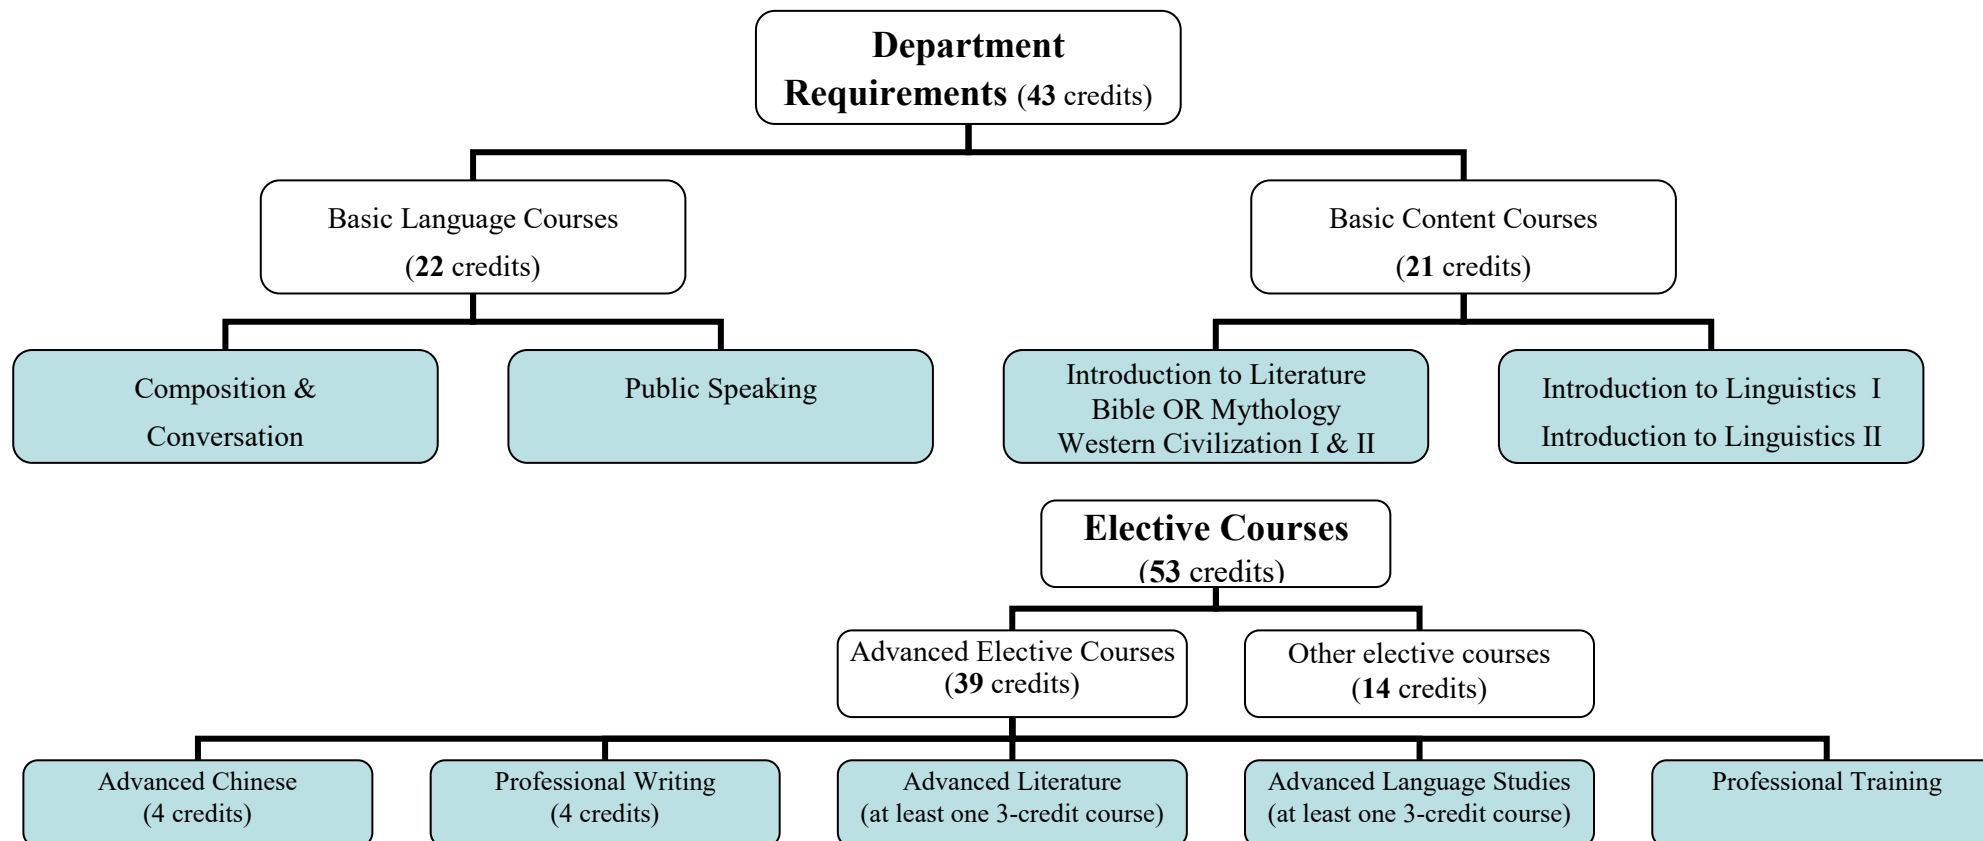 Department
Requirements (43 credits)
Basic Language Courses
(22 credits)
Basic Content Courses
(21 credits)
Composition &
Conversation
Public Speaking
Introduction to Literature
Bible OR Mythology
Western Civilization I & II
Introduction to Linguistics I
Introduction to Linguistics II
Elective Courses
(53 credits)
Advanced Elective Courses
(39 credits)
Other elective courses
(14 credits)
Advanced Chinese
(4 credits)
Professional Writing
(4 credits)
Advanced Literature
(at least one 3-credit course)
Advanced Language Studies
(at least one 3-credit course)
Professional Training